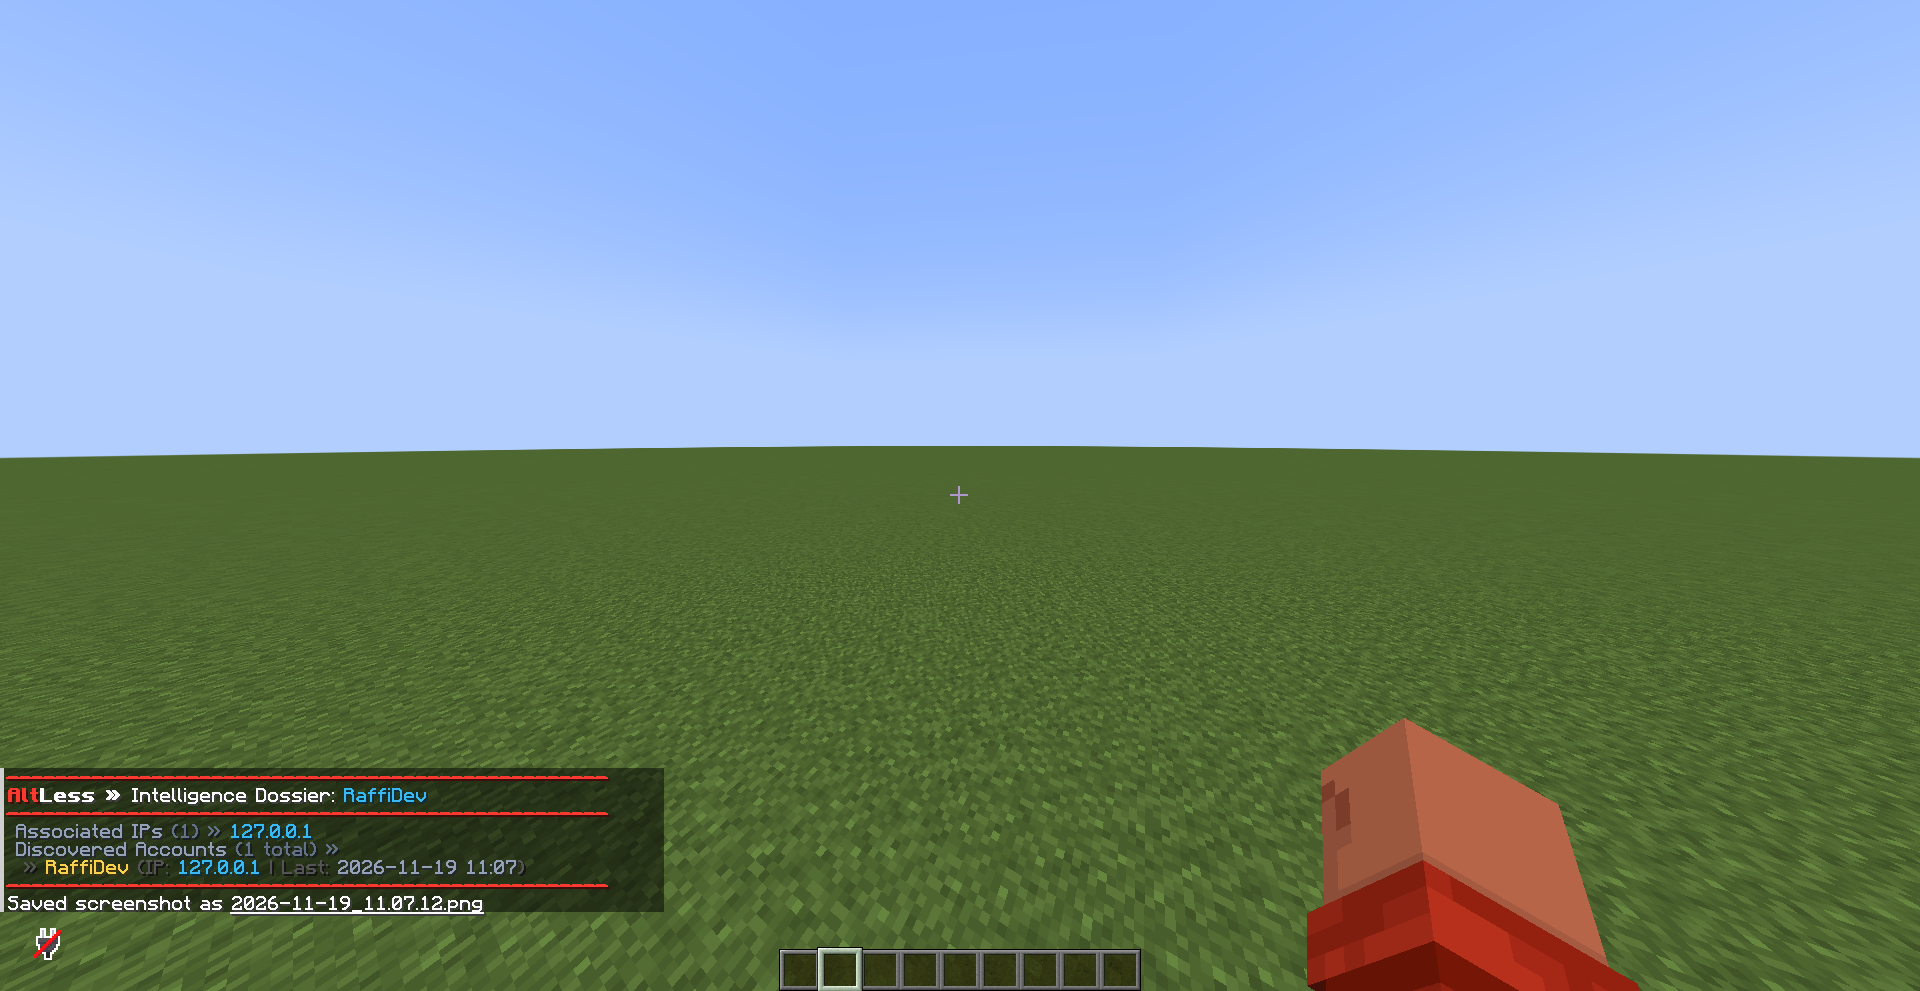 AltLess » Intelligence Dossier: RaffiDev
Associated IPs (1) » 127.0.0.1
Discovered Accounts (1 total) »
» RaffiDev (IP: 127.0.0.1 | Last: 2026-11-19 11:07)
Saved screenshot as 2026-11-19_11.07.12.png